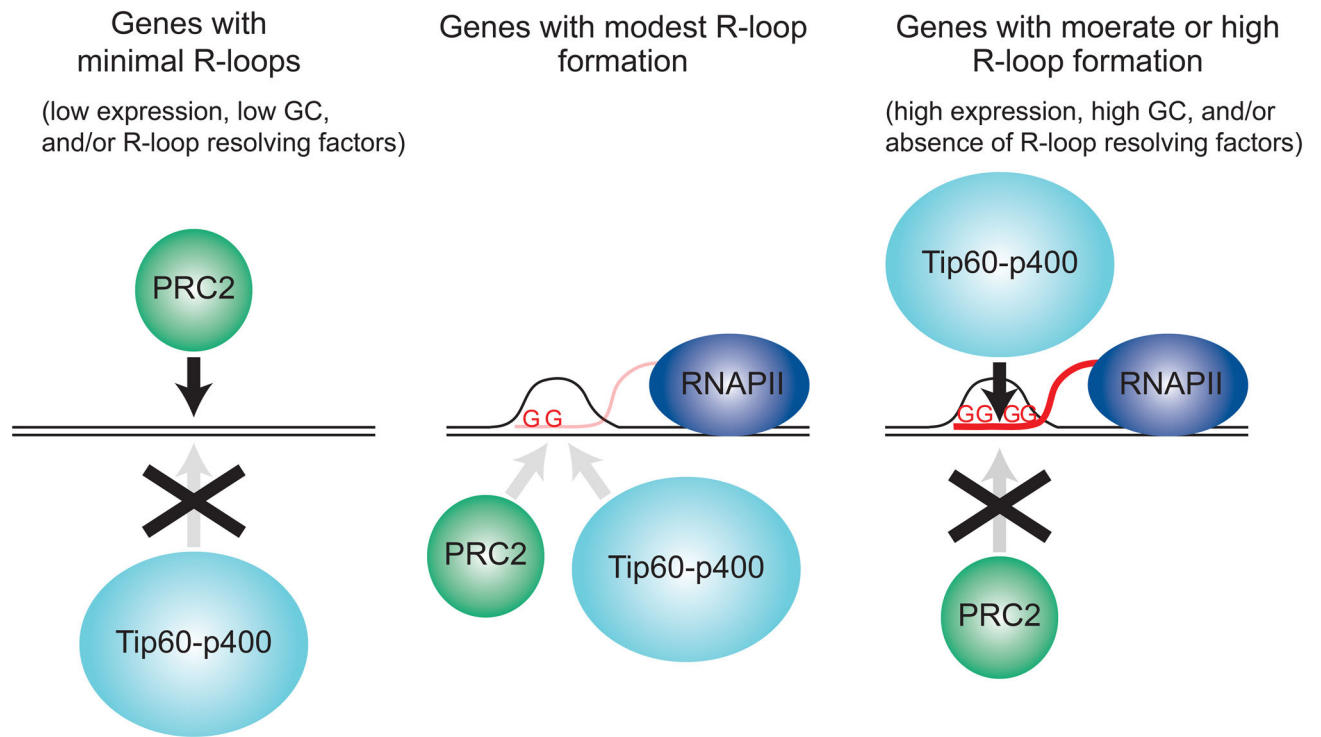 Genes with
minimal R-loops
(low expression, low GC,
and/or R-loop resolving factors)
PRC2
Tip60-p400
Genes with modest R-loop
formation
RNAPII
G G
PRC2
Tip60-p400
Genes with moerate or high
R-loop formation
(high expression, high GC, and/or
absence of R-loop resolving factors)
Tip60-p400
RNAPII
GG GG
PRC2